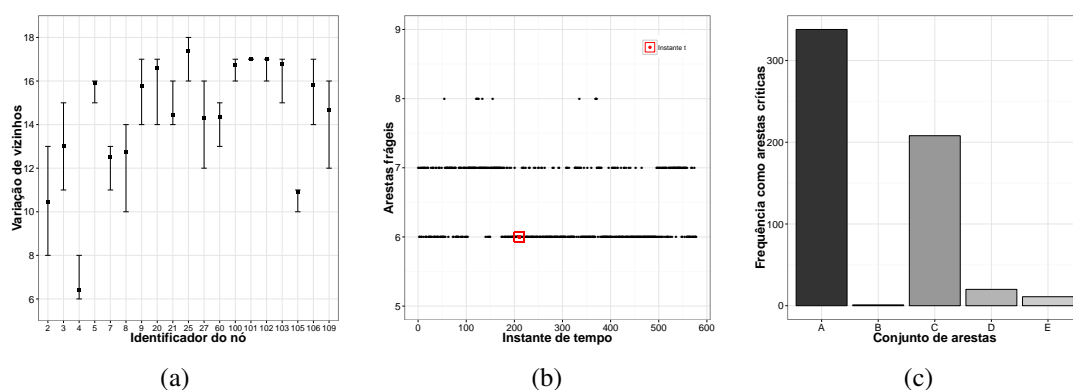 Variação de vizinhos
18
16
14
12
10
8
6
2 3 4 5 7 8 9 20 21 25 27 60 100 101 102 103 105 106 109
Identificador do nó
(a)
Arestas frágeis
9
8
7
6
5
Instante t
0 100 200 300 400 500 600
Instante de tempo
(b)
Frequência como arestas críticas
300
200
100
0
A B C D E
Conjunto de arestas
(c)